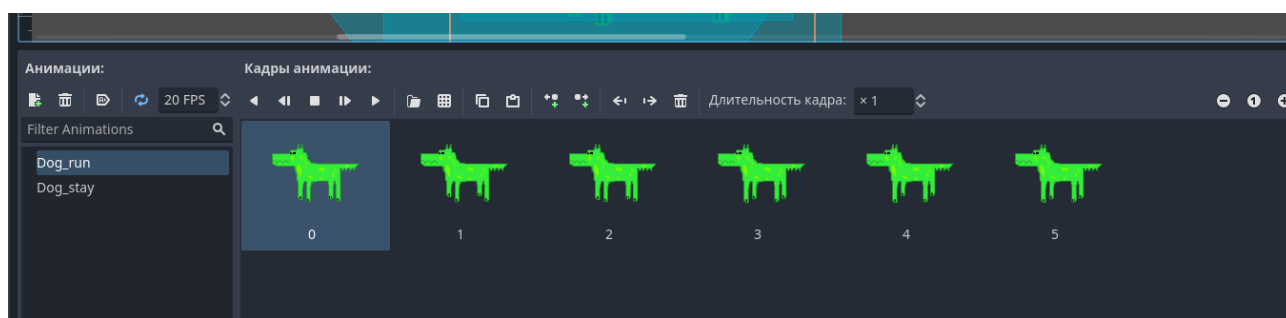 Анимации:
Кадры анимации:
20 FPS
Длительность кадра: × 1
Filter Animations
Dog_run
Dog_stay
0 1 2 3 4 5